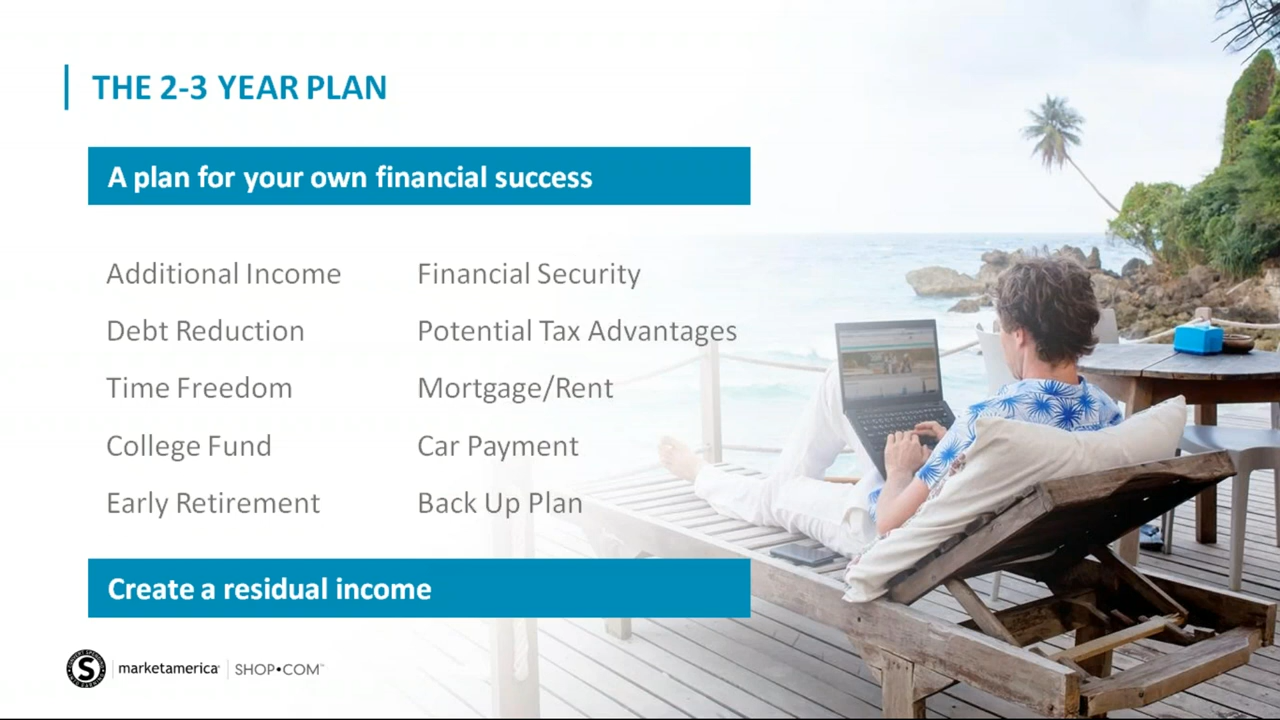 THE 2-3 YEAR PLAN
A plan for your own financial success
Additional Income
Financial Security
Debt Reduction
Potential Tax Advantages
Time Freedom
Mortgage/Rent
College Fund
Car Payment
Early Retirement
Back Up Plan
Create a residual income
S
marketamerica
SHOP•COM